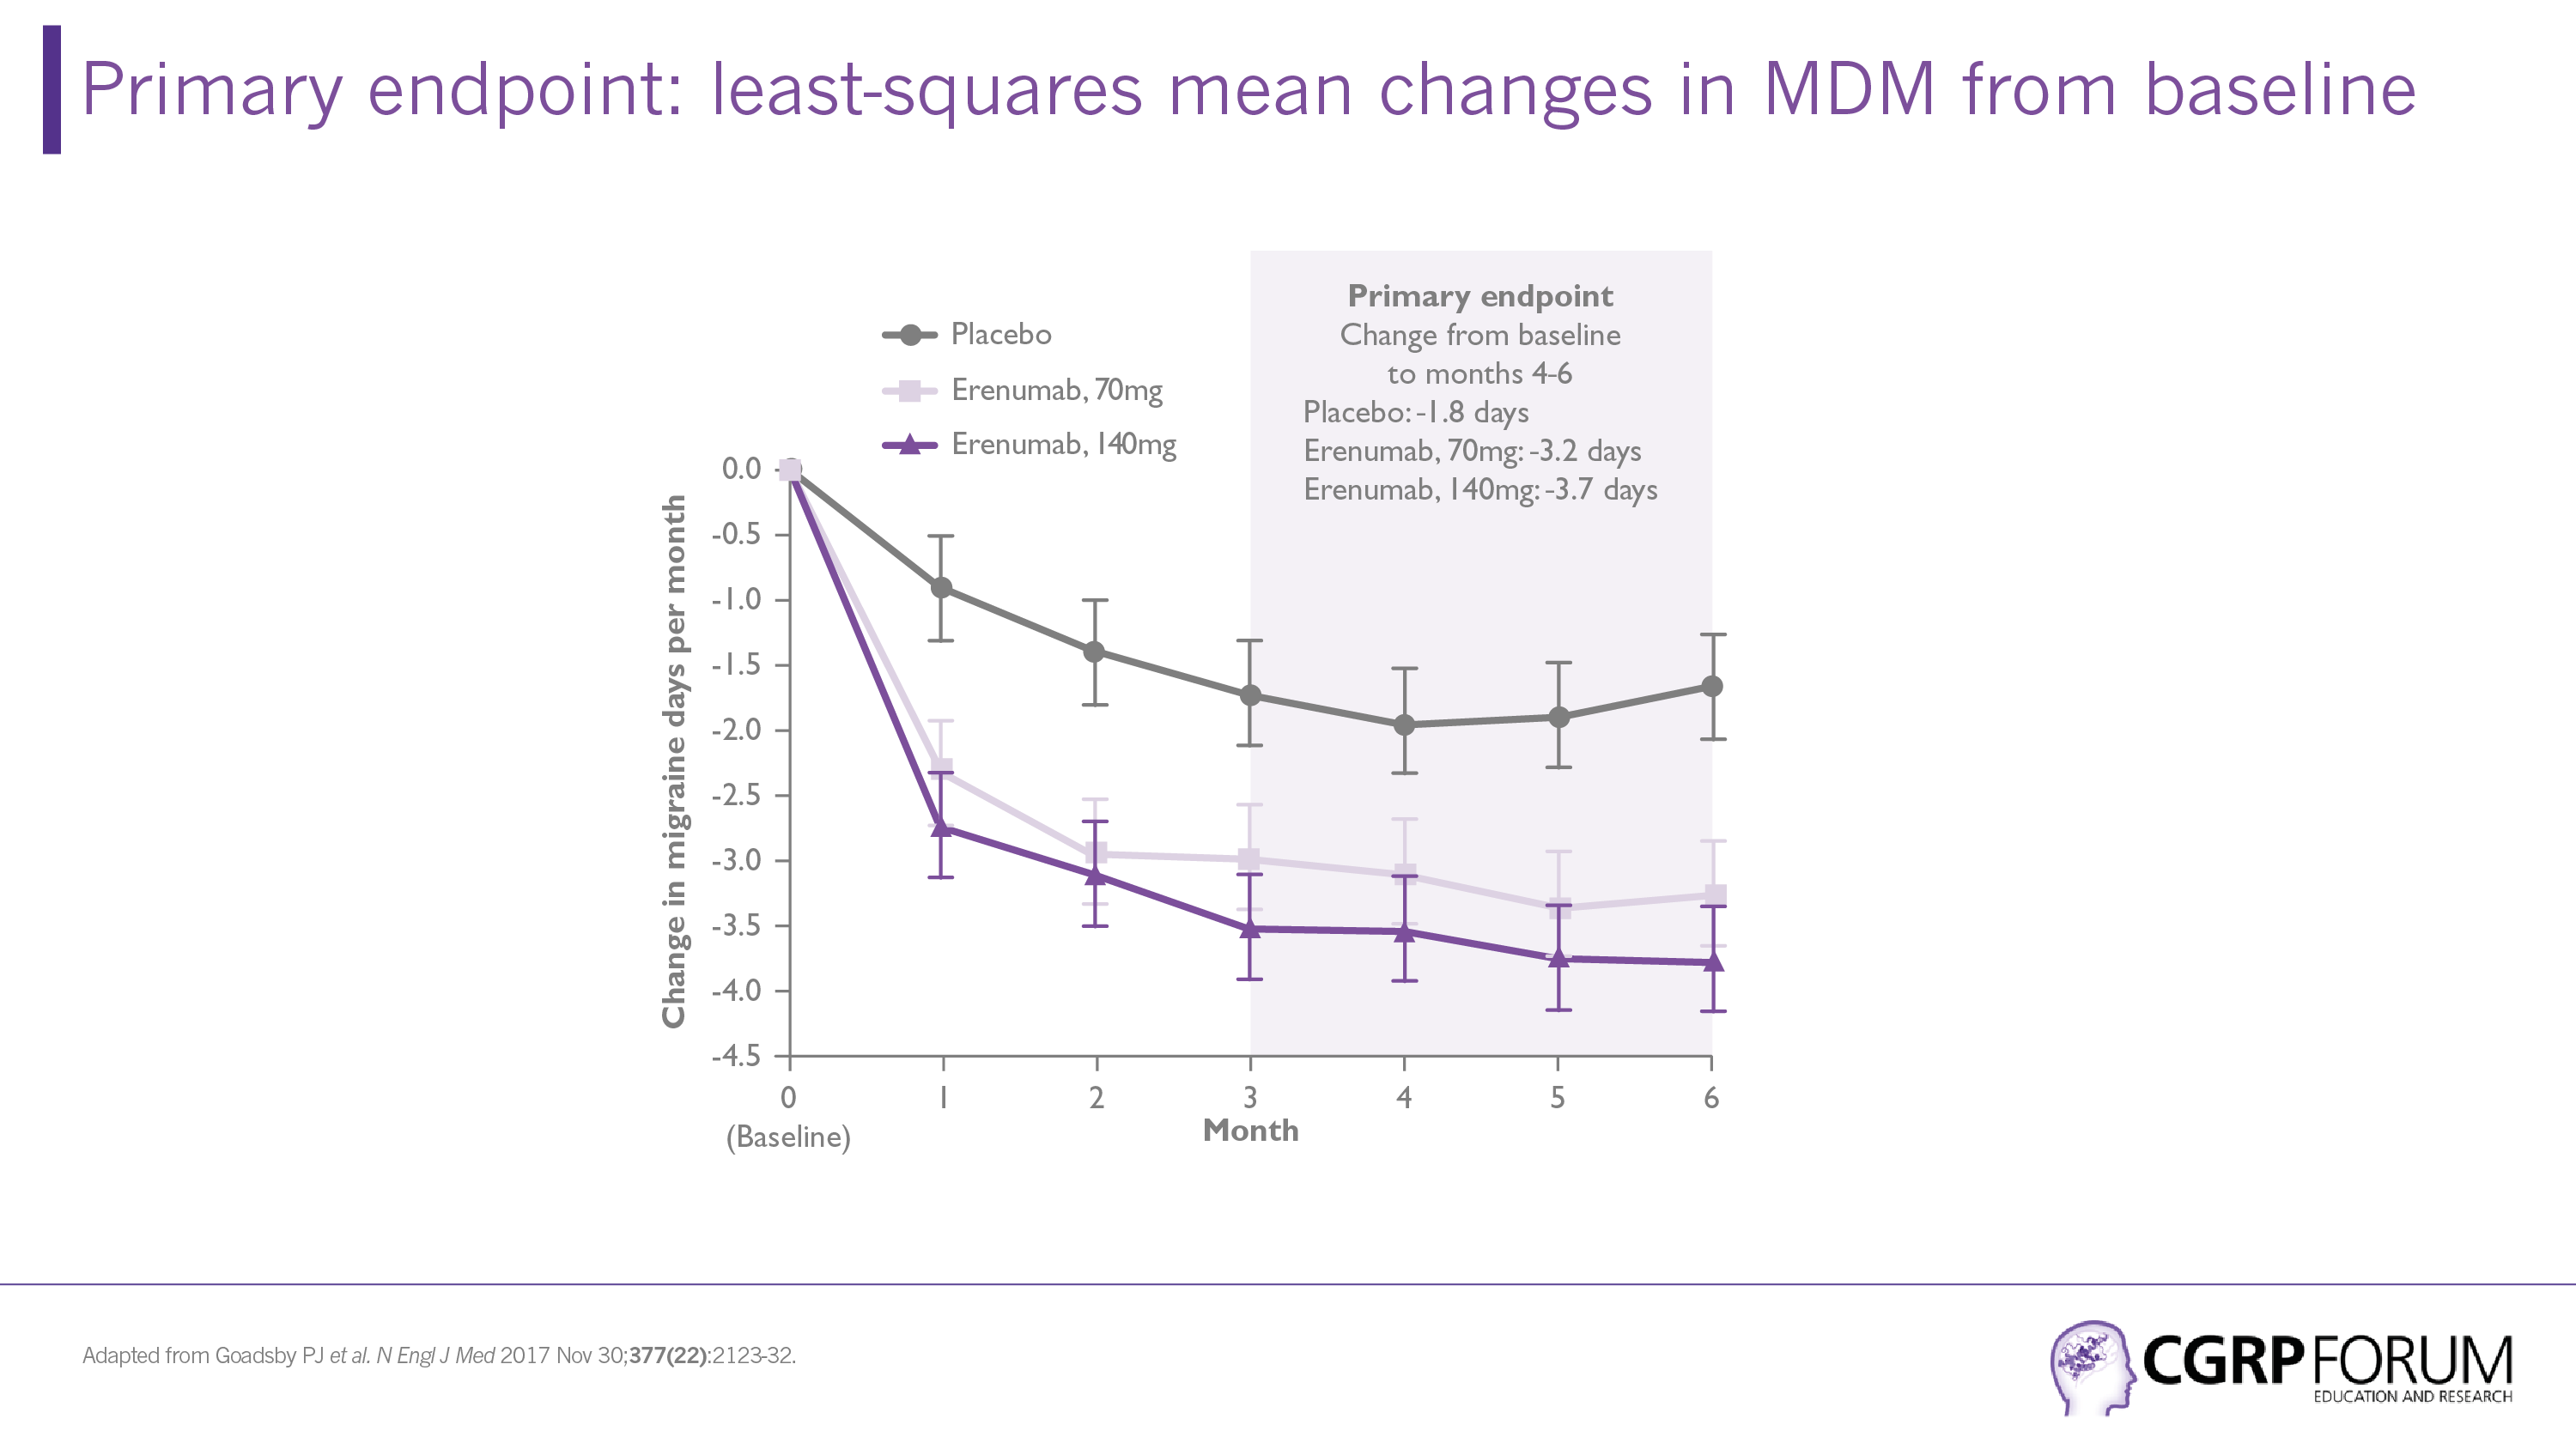 Primary endpoint: least-squares mean changes in MDM from baseline
Primary endpoint
Change from baseline
to months 4-6
Placebo: -1.8 days
Erenumab, 70mg: -3.2 days
Erenumab, 140mg: -3.7 days
Placebo
Erenumab, 70mg
Erenumab, 140mg
Change in migraine days per month
0.0
-0.5
-1.0
-1.5
-2.0
-2.5
-3.0
-3.5
-4.0
-4.5
0 1 2 3 4 5 6
(Baseline)
Month
Adapted from Goadsby PJ et al. N Engl J Med 2017 Nov 30;377(22):2123-32.
CGRP FORUM
EDUCATION AND RESEARCH